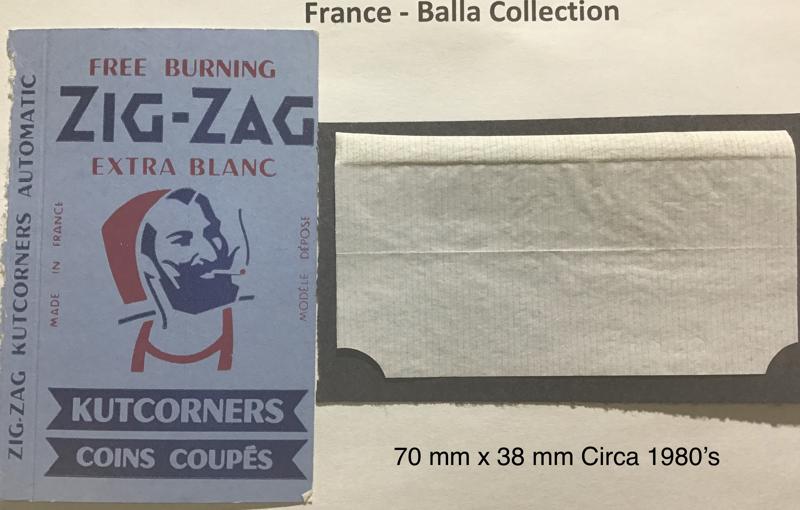 France - Balla Collection
ZIG-ZAG KUTCORNERS AUTOMATIC
FREE BURNING
ZIG-ZAG
EXTRA BLANC
MADE IN FRANCE
MODÈLE DÉPOSÉ
KUTCORNERS
COINS COUPÉS
70 mm x 38 mm Circa 1980's